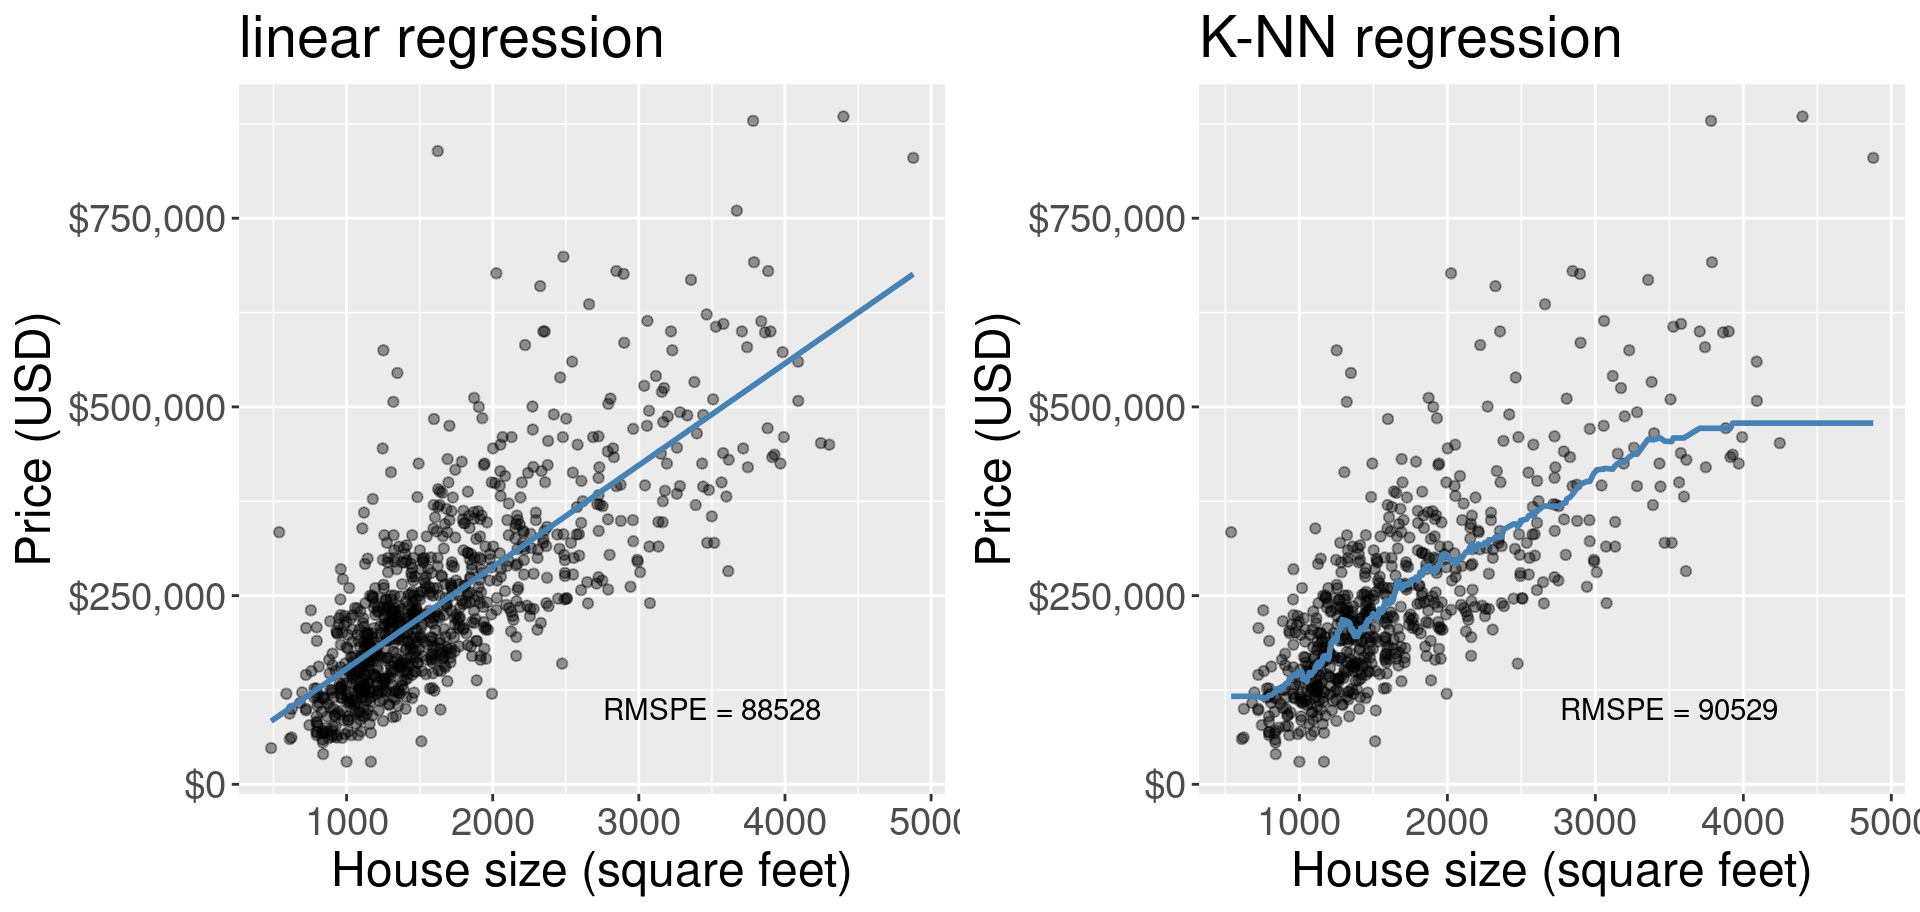 linear regression
Price (USD)
$750,000
$500,000
$250,000
$0
RMSPE = 88528
1000 2000 3000 4000 500
House size (square feet)
K-NN regression
Price (USD)
$750,000
$500,000
$250,000
$0
RMSPE = 90529
1000 2000 3000 4000 500
House size (square feet)